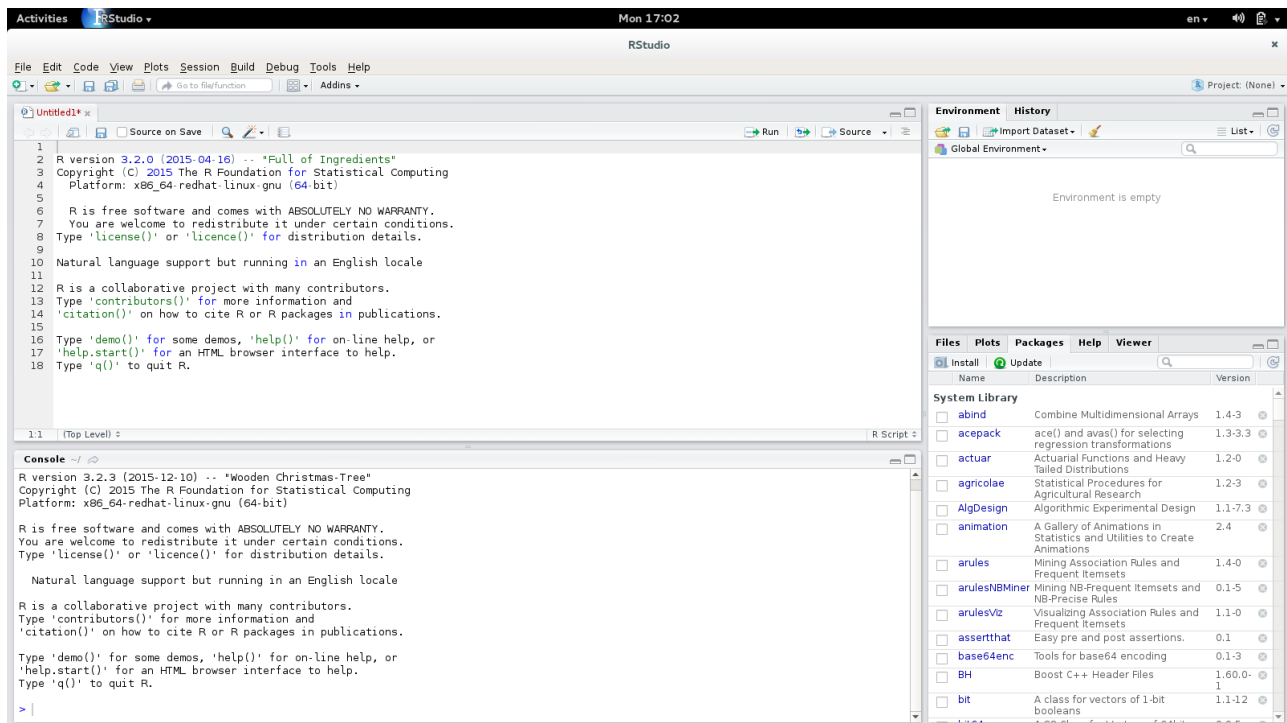 Activities RStudio Mon 17:02 en
RStudio
File Edit Code View Plots Session Build Debug Tools Help
Go to file/function Addins Project: (None)
Untitled1*
Source on Save Run Source
1
2 R version 3.2.0 (2015-04-16) -- "Full of Ingredients"
3 Copyright (C) 2015 The R Foundation for Statistical Computing
4 Platform: x86_64-redhat-linux-gnu (64-bit)
5
6 R is free software and comes with ABSOLUTELY NO WARRANTY.
7 You are welcome to redistribute it under certain conditions.
8 Type 'license()' or 'licence()' for distribution details.
9
10 Natural language support but running in an English locale
11
12 R is a collaborative project with many contributors.
13 Type 'contributors()' for more information and
14 'citation()' on how to cite R or R packages in publications.
15
16 Type 'demo()' for some demos, 'help()' for on-line help, or
17 'help.start()' for an HTML browser interface to help.
18 Type 'q()' to quit R.
1:1 (Top Level) R Script
Console ~/
R version 3.2.3 (2015-12-10) -- "Wooden Christmas-Tree"
Copyright (C) 2015 The R Foundation for Statistical Computing
Platform: x86_64-redhat-linux-gnu (64-bit)
R is free software and comes with ABSOLUTELY NO WARRANTY.
You are welcome to redistribute it under certain conditions.
Type 'license()' or 'licence()' for distribution details.
Natural language support but running in an English locale
R is a collaborative project with many contributors.
Type 'contributors()' for more information and
'citation()' on how to cite R or R packages in publications.
Type 'demo()' for some demos, 'help()' for on-line help, or
'help.start()' for an HTML browser interface to help.
Type 'q()' to quit R.
>
Environment History
Import Dataset List
Global Environment
Environment is empty
Files Plots Packages Help Viewer
Install Update
Name Description Version
System Library
abind Combine Multidimensional Arrays 1.4-3
acepack ace() and avas() for selecting 1.3-3.3
regression transformations
actuar Actuarial Functions and Heavy 1.2-0
Tailed Distributions
agricolae Statistical Procedures for 1.2-3
Agricultural Research
AlgDesign Algorithmic Experimental Design 1.1-7.3
animation A Gallery of Animations in 2.4
Statistics and Utilities to Create
Animations
arules Mining Association Rules and 1.4-0
Frequent Itemsets
arulesNBMiner Mining NB-Frequent Itemsets and 0.1-5
NB-Precise Rules
arulesViz Visualizing Association Rules and 1.1-0
Frequent Itemsets
assertthat Easy pre and post assertions. 0.1
base64enc Tools for base64 encoding 0.1-3
BH Boost C++ Header Files 1.60.0-
1
bit A class for vectors of 1-bit 1.1-12
booleans